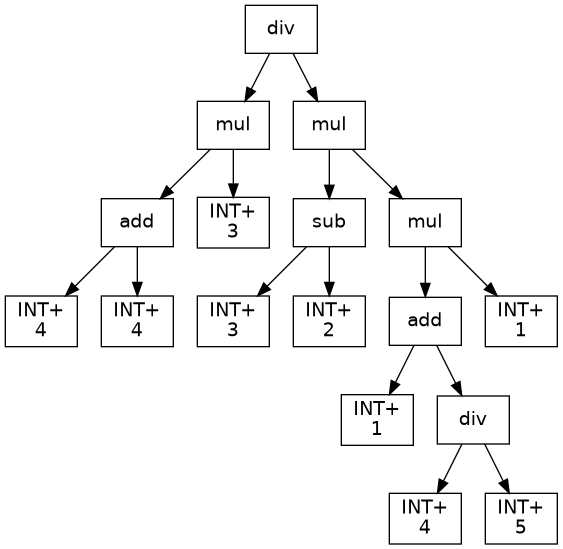 div
mul
mul
add
INT+
3
sub
mul
INT+
4
INT+
4
INT+
3
INT+
2
add
INT+
1
INT+
1
div
INT+
4
INT+
5